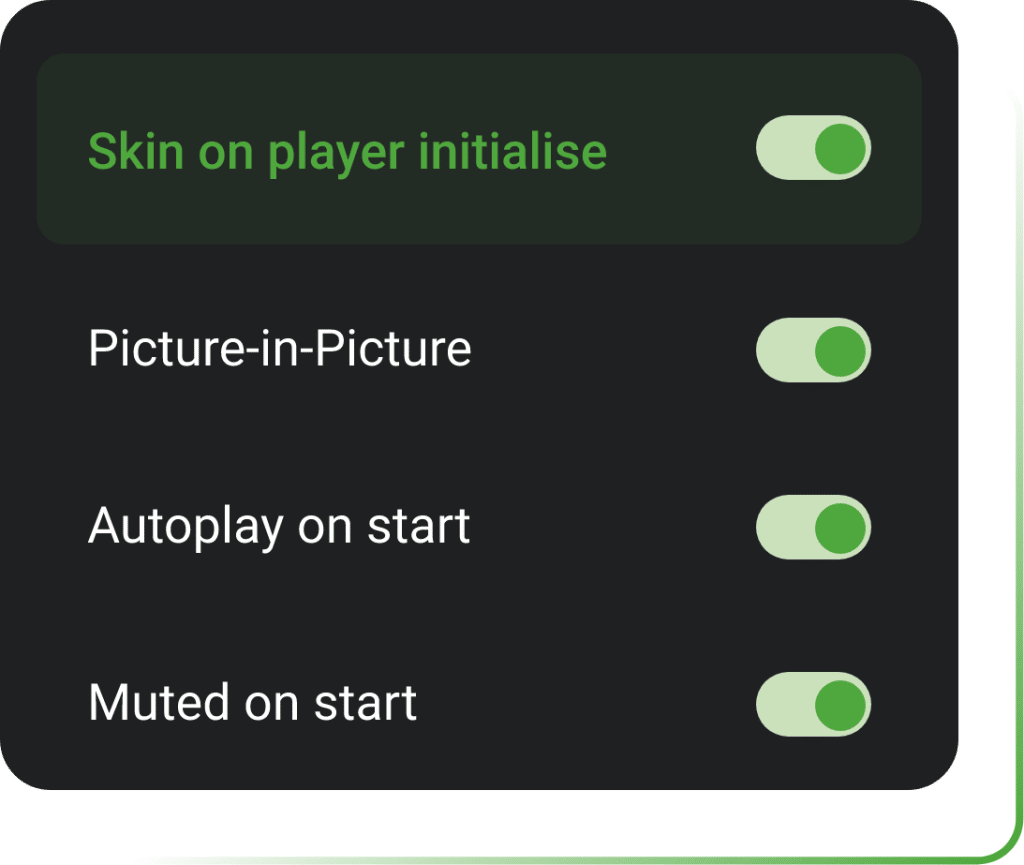 Skin on player initialise
Picture-in-Picture
Autoplay on start
Muted on start